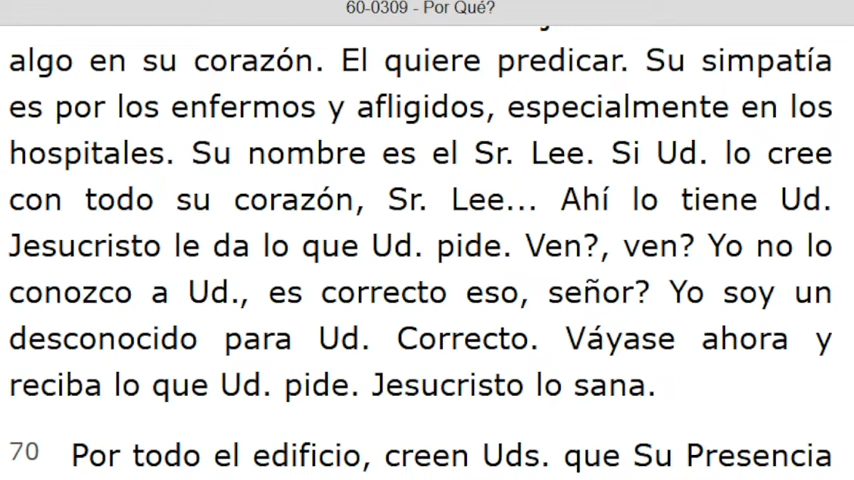 60-0309 - Por Qué?
algo en su corazón. El quiere predicar. Su simpatía
es por los enfermos y afligidos, especialmente en los
hospitales. Su nombre es el Sr. Lee. Si Ud. lo cree
con todo su corazón, Sr. Lee... Ahí lo tiene Ud.
Jesucristo le da lo que Ud. pide. Ven?, ven? Yo no lo
conozco a Ud., es correcto eso, señor? Yo soy un
desconocido para Ud. Correcto. Váyase ahora y
reciba lo que Ud. pide. Jesucristo lo sana.
70 Por todo el edificio, creen Uds. que Su Presencia